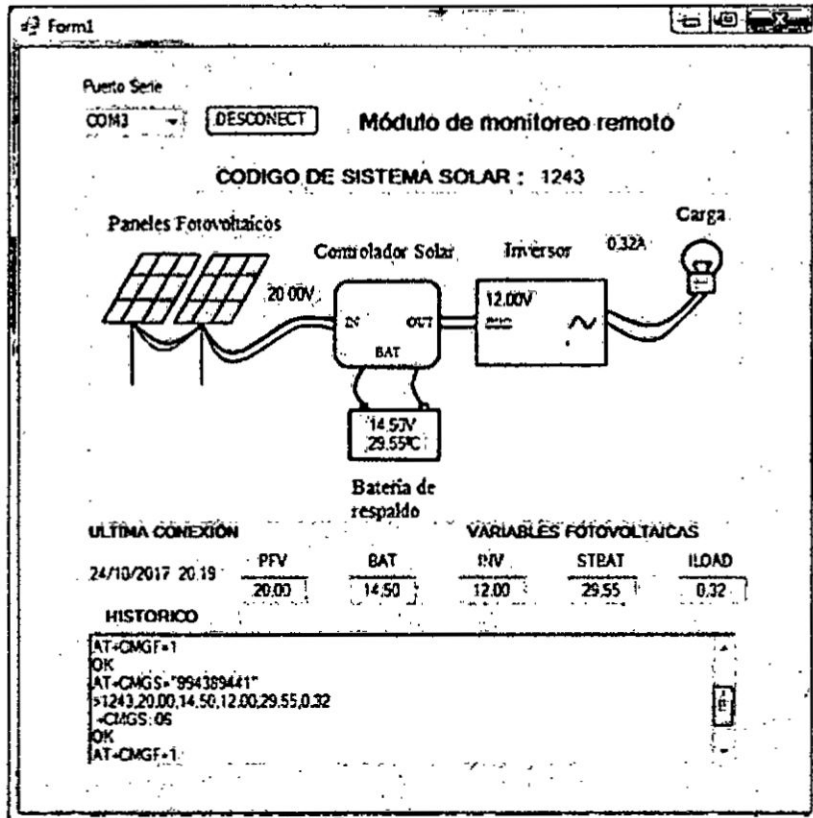 Form1
Puerto Serie
COM3 DESCONECT Módulo de monitoreo remoto
CODIGO DE SISTEMA SOLAR : 1243
Paneles Fotovoltaicos
Controlador Solar
Inversor
0,32A
Carga
20.00V
IN OUT
BAT
12.00V
14.50V
29.55ºC
Batería de
respaldo
ULTIMA CONEXIÓN VARIABLES FOTOVOLTAICAS
24/10/2017 20:19
PFV BAT INV STBAT ILOAD
20.00 14.50 12.00 29.55 0.32
HISTORICO
AT+CMGF=1
OK
AT+CMGS="994389441"
>1243,20.00,14.50,12.00,29.55,0.32
+CMGS:06
OK
AT+CMGF=1